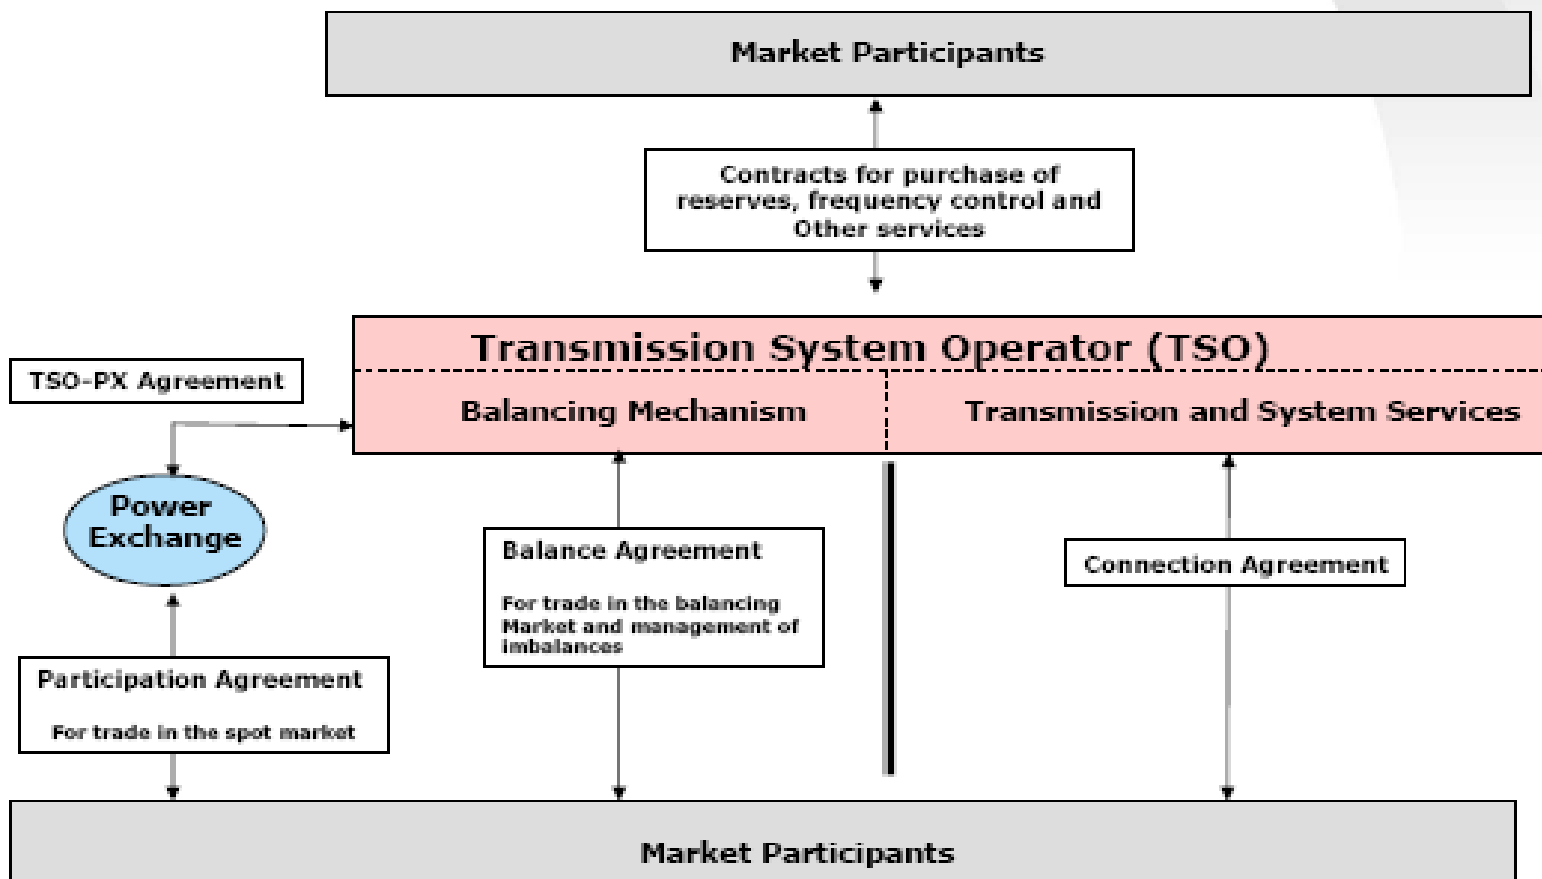 Market Participants
Contracts for purchase of
reserves, frequency control and
Other services
Transmission System Operator (TSO)
TSO-PX Agreement
Balancing Mechanism
Transmission and System Services
Power
Exchange
Balance Agreement
For trade in the balancing
Market and management of
imbalances
Connection Agreement
Participation Agreement
For trade in the spot market
Market Participants